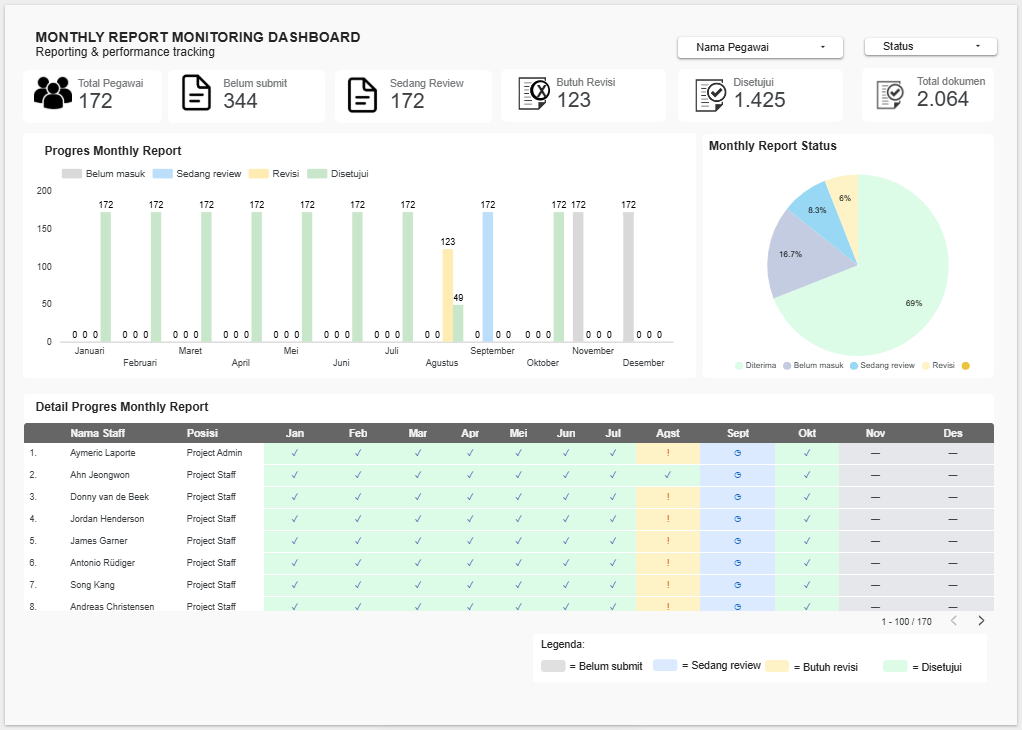 MONTHLY REPORT MONITORING DASHBOARD
Reporting & performance tracking
Nama Pegawai
Status
Total Pegawai
172
Belum submit
344
Sedang Review
172
Butuh Revisi
123
Disetujui
1.425
Total dokumen
2.064
Progres Monthly Report
Belum masuk Sedang review Revisi Disetujui
200
150
100
50
0
172 172 172 172 172 172 172 123 49 172 172 172 172
0 0 0 0 0 0 0 0 0 0 0 0 0 0 0 0 0 0 0 0 0 0 0 0 0 0 0 0 0 0 0 0 0 0 0
Januari Februari Maret April Mei Juni Juli Agustus September Oktober November Desember
Monthly Report Status
6%
8.3%
16.7%
69%
Diterima Belum masuk Sedang review Revisi
Detail Progres Monthly Report
Nama Staff Posisi Jan Feb Mar Apr Mei Jun Jul Agst Sept Okt Nov Des
1. Aymeric Laporte Project Admin ✓ ✓ ✓ ✓ ✓ ✓ ✓ ! ◷ ✓ — —
2. Ahn Jeongwon Project Staff ✓ ✓ ✓ ✓ ✓ ✓ ✓ ✓ ◷ ✓ — —
3. Donny van de Beek Project Staff ✓ ✓ ✓ ✓ ✓ ✓ ✓ ! ◷ ✓ — —
4. Jordan Henderson Project Staff ✓ ✓ ✓ ✓ ✓ ✓ ✓ ! ◷ ✓ — —
5. James Garner Project Staff ✓ ✓ ✓ ✓ ✓ ✓ ✓ ! ◷ ✓ — —
6. Antonio Rüdiger Project Staff ✓ ✓ ✓ ✓ ✓ ✓ ✓ ! ◷ ✓ — —
7. Song Kang Project Staff ✓ ✓ ✓ ✓ ✓ ✓ ✓ ! ◷ ✓ — —
8. Andreas Christensen Project Staff ✓ ✓ ✓ ✓ ✓ ✓ ✓ ! ◷ ✓ — —
1 - 100 / 170
Legenda:
= Belum submit = Sedang review = Butuh revisi = Disetujui